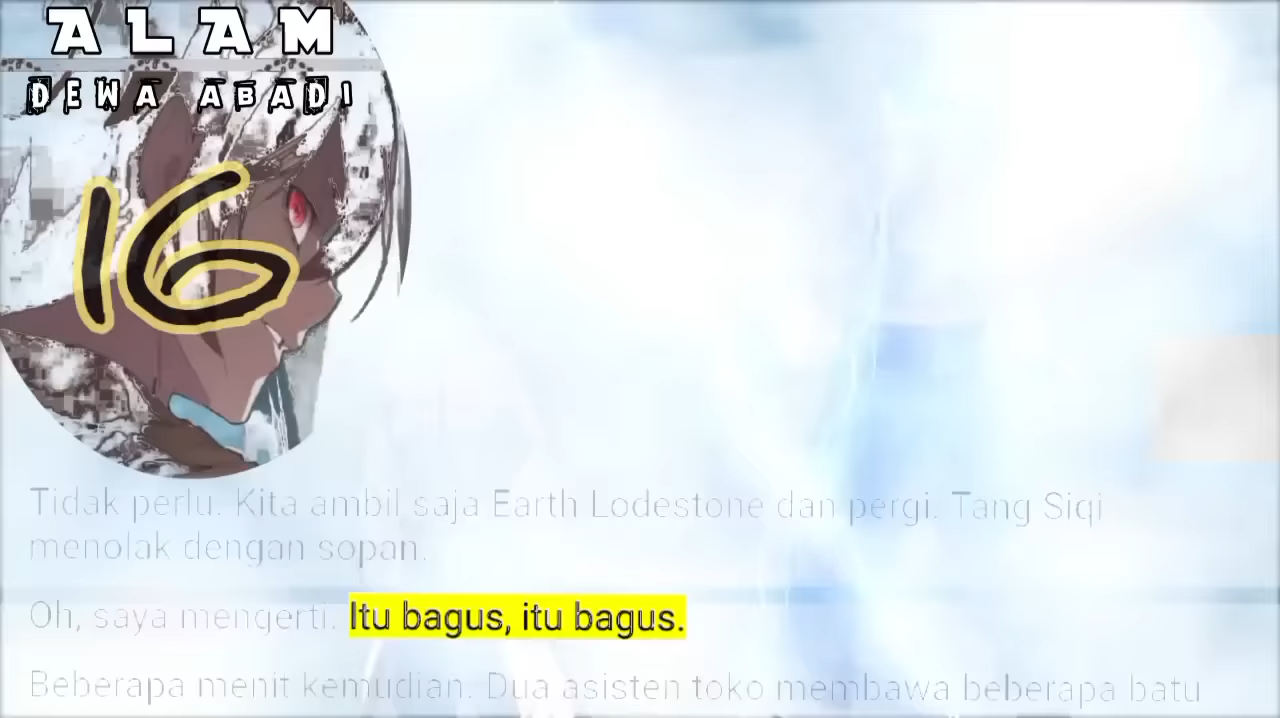 ALAM
DEWA ABADI
16
Tidak perlu. Kita ambil saja Earth Lodestone dan pergi. Tang Siqi
menolak dengan sopan.
Oh, saya mengerti. Itu bagus, itu bagus.
Beberapa menit kemudian. Dua asisten toko membawa beberapa batu